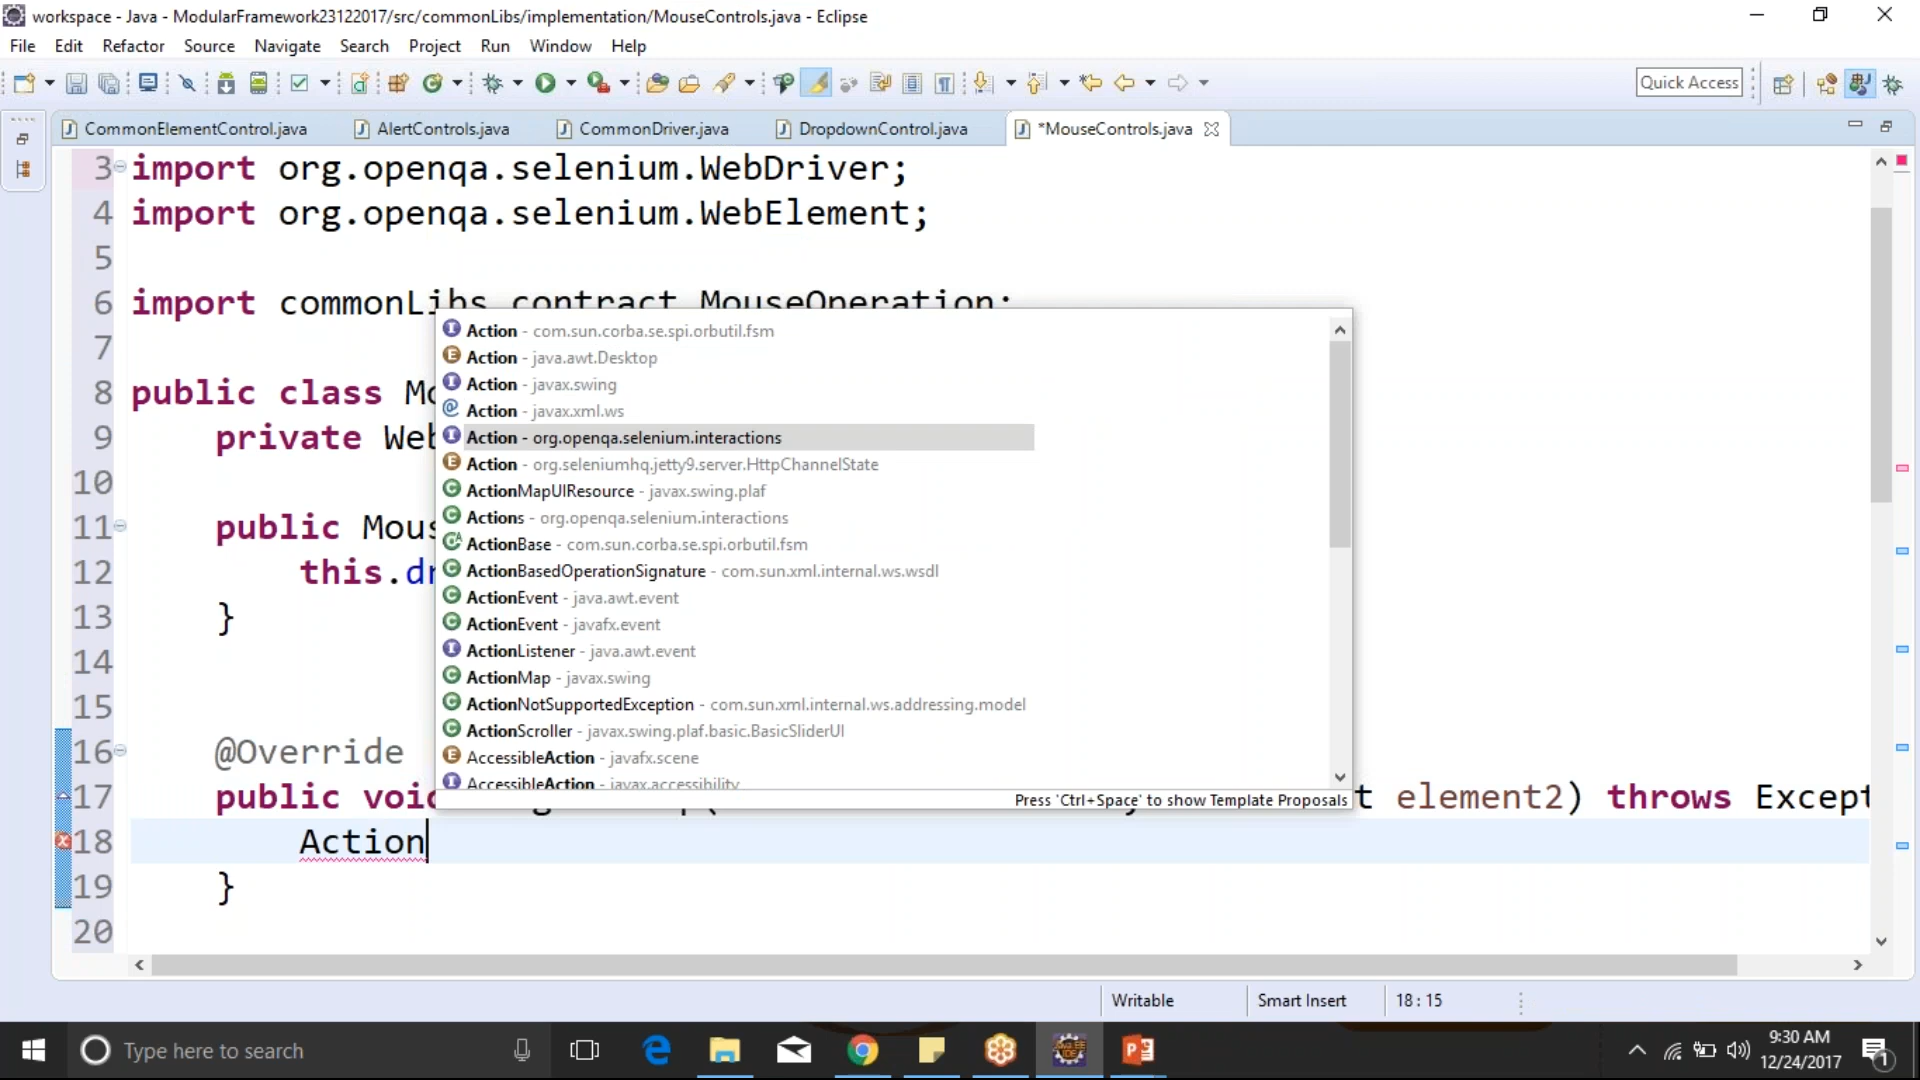 workspace - Java - ModularFramework23122017/src/commonLibs/implementation/MouseControls.java - Eclipse
File Edit Refactor Source Navigate Search Project Run Window Help
Quick Access
CommonElementControl.java AlertControls.java CommonDriver.java DropdownControl.java *MouseControls.java
3 import org.openqa.selenium.WebDriver;
4 import org.openqa.selenium.WebElement;
5
6 import commonLibs.contract.MouseOperation;
7
8 public class Mo
9 private Web
10
11 public Mous
12 this.dr
13 }
14
15
16 @Override
17 public void t element2) throws Except
18 Action
19 }
20
Action - com.sun.corba.se.spi.orbutil.fsm
Action - java.awt.Desktop
Action - javax.swing
Action - javax.xml.ws
Action - org.openqa.selenium.interactions
Action - org.seleniumhq.jetty9.server.HttpChannelState
ActionMapUIResource - javax.swing.plaf
Actions - org.openqa.selenium.interactions
ActionBase - com.sun.corba.se.spi.orbutil.fsm
ActionBasedOperationSignature - com.sun.xml.internal.ws.wsdl
ActionEvent - java.awt.event
ActionEvent - javafx.event
ActionListener - java.awt.event
ActionMap - javax.swing
ActionNotSupportedException - com.sun.xml.internal.ws.addressing.model
ActionScroller - javax.swing.plaf.basic.BasicSliderUI
AccessibleAction - javafx.scene
AccessibleAction - javax.accessibility
Press 'Ctrl+Space' to show Template Proposals
Writable Smart Insert 18 : 15
Type here to search
9:30 AM
12/24/2017
1